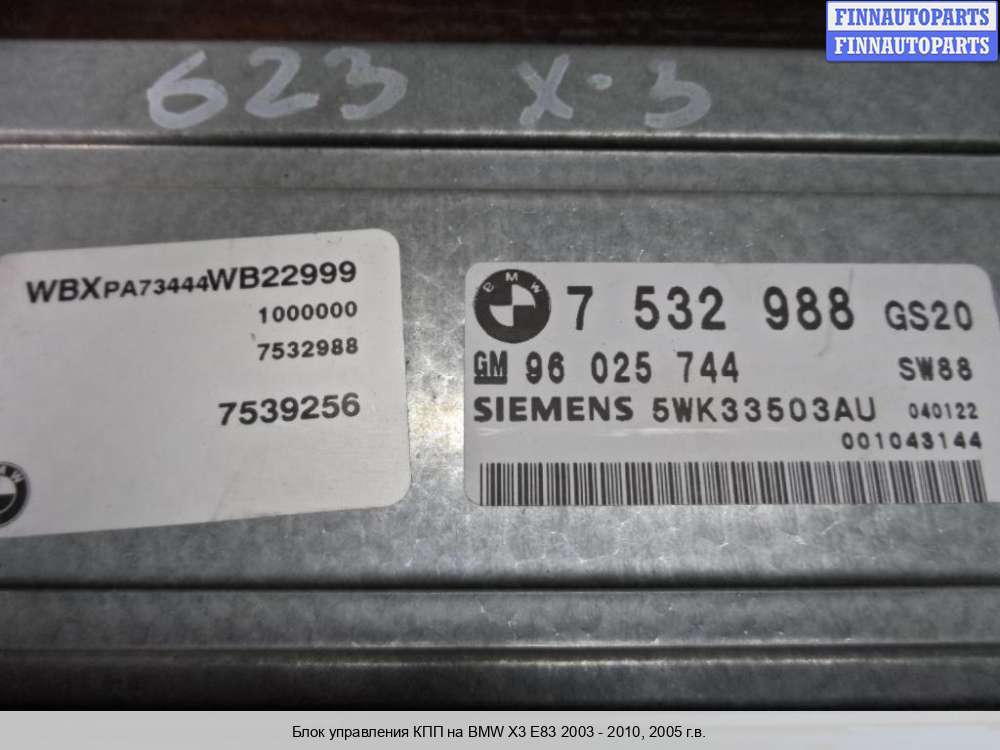 FINNAUTOPARTS
FINNAUTOPARTS
623 X-3
WBXPA73444WB22999
1000000
7532988
7539256
BMW
7 532 988 GS20
GM 96 025 744 SW88
SIEMENS 5WK33503AU 040122
001043144
Блок управления КПП на BMW X3 E83 2003 - 2010, 2005 г.в.